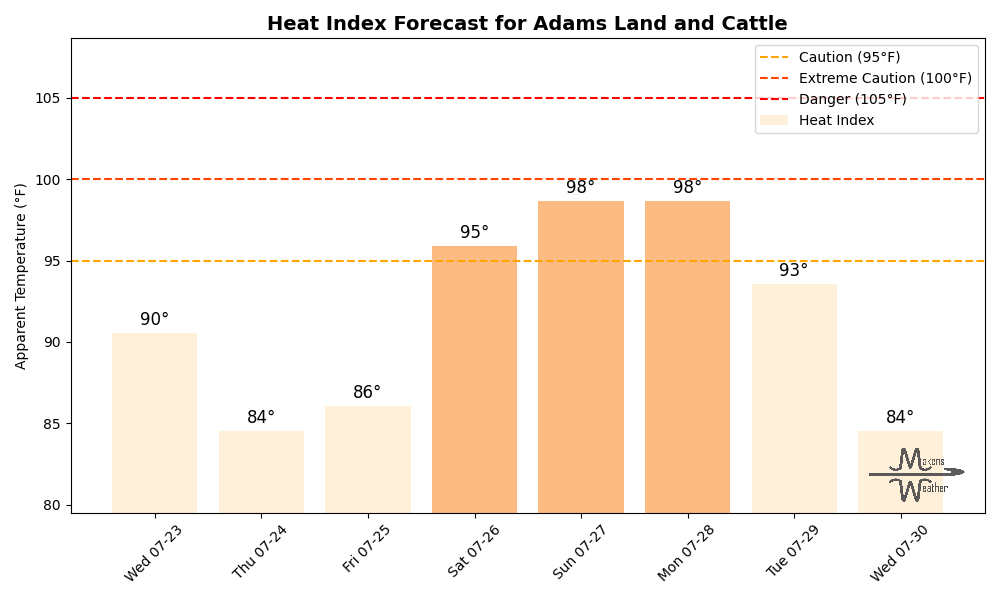 Heat Index Forecast for Adams Land and Cattle
Caution (95°F)
Extreme Caution (100°F)
Danger (105°F)
Heat Index
Apparent Temperature (°F)
105
100
95
90
85
80
90°
84°
86°
95°
98°
98°
93°
84°
Wed 07-23
Thu 07-24
Fri 07-25
Sat 07-26
Sun 07-27
Mon 07-28
Tue 07-29
Wed 07-30
Makens
Weather